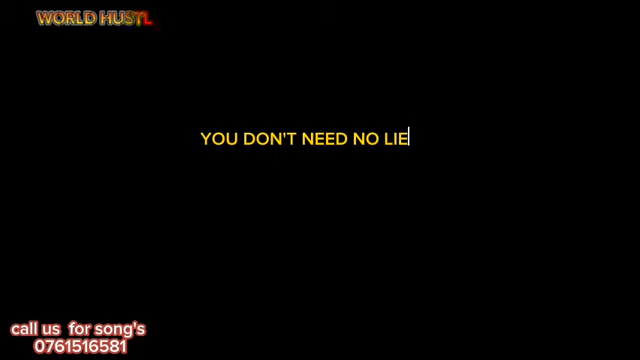 WORLD HUSTL
YOU DON'T NEED NO LIE
call us for song's
0761516581